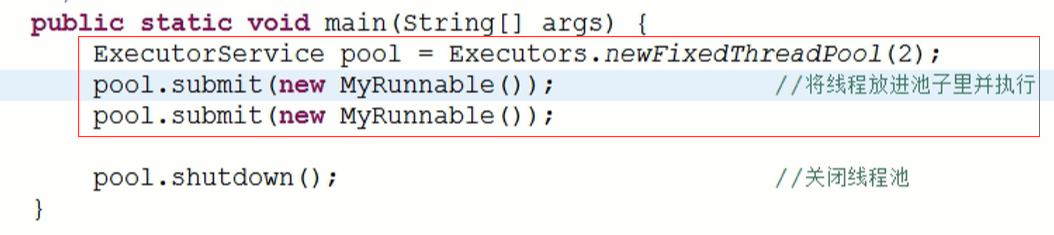 public static void main(String[] args) {
ExecutorService pool = Executors.newFixedThreadPool(2);
pool.submit(new MyRunnable()); //将线程放进池子里并执行
pool.submit(new MyRunnable());
pool.shutdown(); //关闭线程池
}